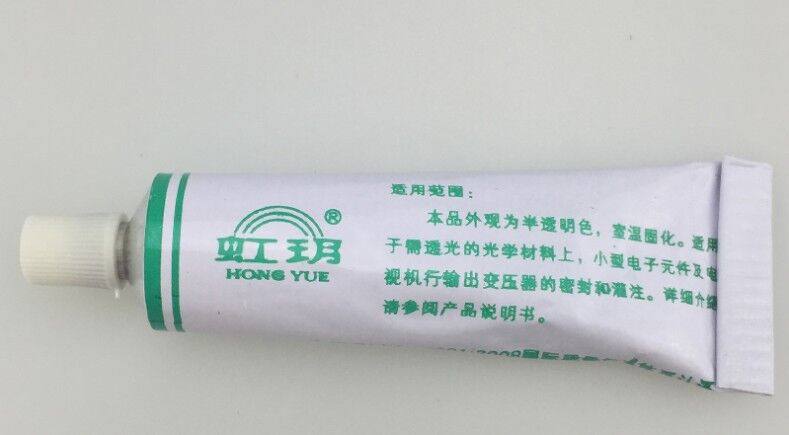 虹玥®
HONG YUE
适用范围：
本品外观为半透明色，室温固化。适用
于需透光的光学材料上，小型电子元件及电
视机行输出变压器的密封和灌注。详细介绍
请参阅产品说明书。